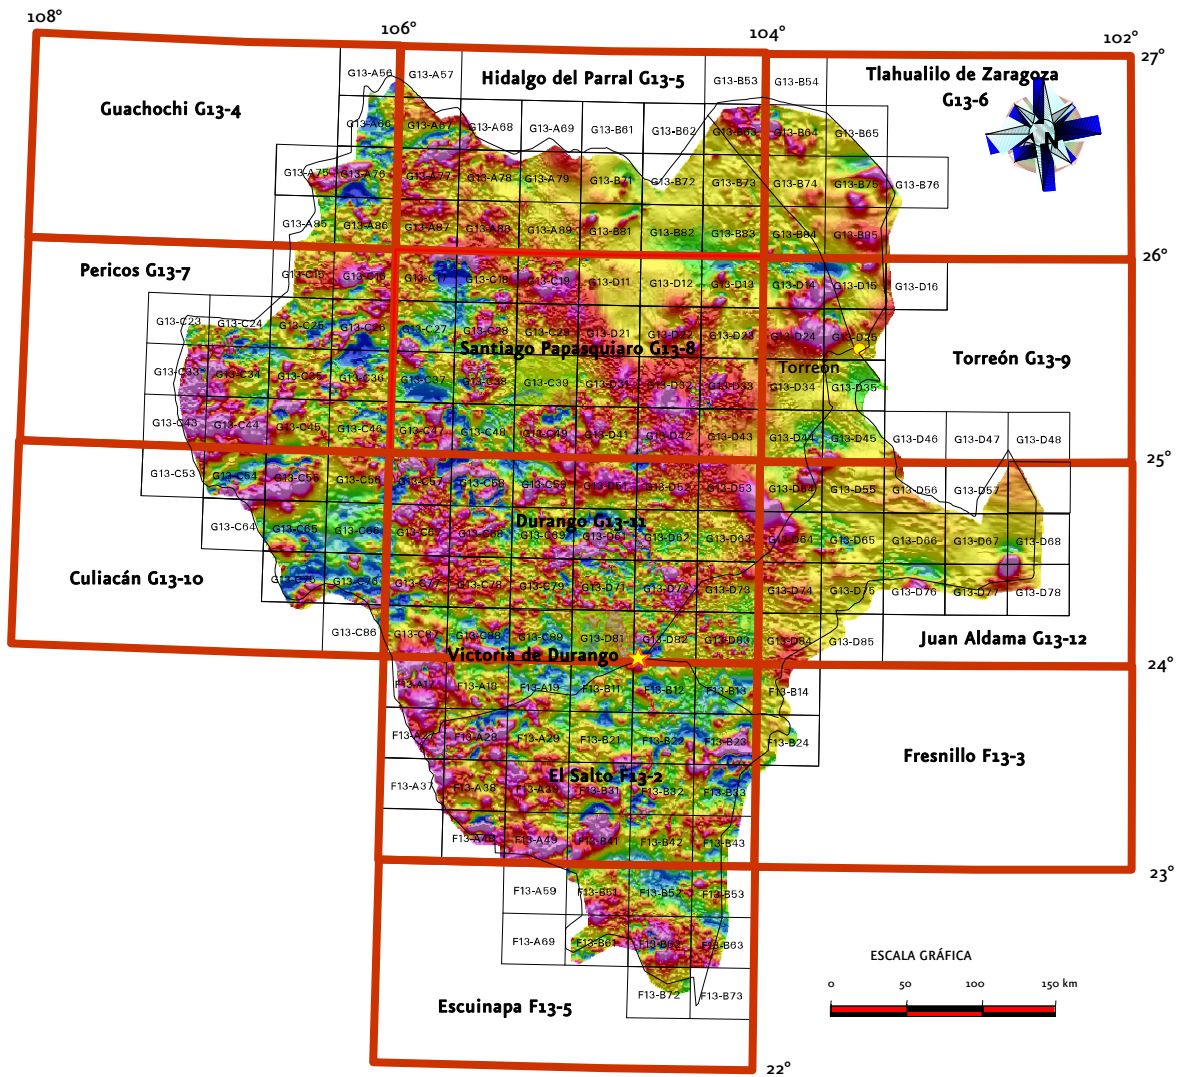 108°
106°
104°
102°
27°
G13-A56
G13-A57
Hidalgo del Parral G13-5
G13-B53
G13-B54
Tlahualilo de Zaragoza
G13-6
Guachochi G13-4
G13-A66
G13-A67
G13-A68
G13-A69
G13-B61
G13-B62
G13-B63
G13-B64
G13-B65
G13-A75
G13-A76
G13-A77
G13-A78
G13-A79
G13-B71
G13-B72
G13-B73
G13-B74
G13-B75
G13-B76
G13-A85
G13-A86
G13-A87
G13-A88
G13-A89
G13-B81
G13-B82
G13-B83
G13-B84
G13-B85
26°
Pericos G13-7
G13-C15
G13-C16
G13-C17
G13-C18
G13-C19
G13-D11
G13-D12
G13-D13
G13-D14
G13-D15
G13-D16
G13-C23
G13-C24
G13-C25
G13-C26
G13-C27
G13-C28
G13-C29
G13-D21
G13-D22
G13-D23
G13-D24
G13-D25
Santiago Papasquiaro G13-8
Torreón G13-9
Torreón
G13-C33
G13-C34
G13-C35
G13-C36
G13-C37
G13-C38
G13-C39
G13-D31
G13-D32
G13-D33
G13-D34
G13-D35
G13-C43
G13-C44
G13-C45
G13-C46
G13-C47
G13-C48
G13-C49
G13-D41
G13-D42
G13-D43
G13-D44
G13-D45
G13-D46
G13-D47
G13-D48
25°
G13-C53
G13-C54
G13-C55
G13-C56
G13-C57
G13-C58
G13-C59
G13-D51
G13-D52
G13-D53
G13-D54
G13-D55
G13-D56
G13-D57
Durango G13-11
G13-C64
G13-C65
G13-C66
G13-C67
G13-C68
G13-C69
G13-D61
G13-D62
G13-D63
G13-D64
G13-D65
G13-D66
G13-D67
G13-D68
Culiacán G13-10
G13-C75
G13-C76
G13-C77
G13-C78
G13-C79
G13-D71
G13-D72
G13-D73
G13-D74
G13-D75
G13-D76
G13-D77
G13-D78
G13-C86
G13-C87
G13-C88
G13-C89
G13-D81
G13-D82
G13-D83
G13-D84
G13-D85
Juan Aldama G13-12
Victoria de Durango
24°
F13-A17
F13-A18
F13-A19
F13-B11
F13-B12
F13-B13
F13-B14
F13-A27
F13-A28
F13-A29
F13-B21
F13-B22
F13-B23
F13-B24
Fresnillo F13-3
El Salto F13-2
F13-A37
F13-A38
F13-A39
F13-B31
F13-B32
F13-B33
F13-A48
F13-A49
F13-B41
F13-B42
F13-B43
23°
F13-A59
F13-B51
F13-B52
F13-B53
F13-A69
F13-B61
F13-B62
F13-B63
ESCALA GRÁFICA
0 50 100 150 km
F13-B72
F13-B73
Escuinapa F13-5
22°